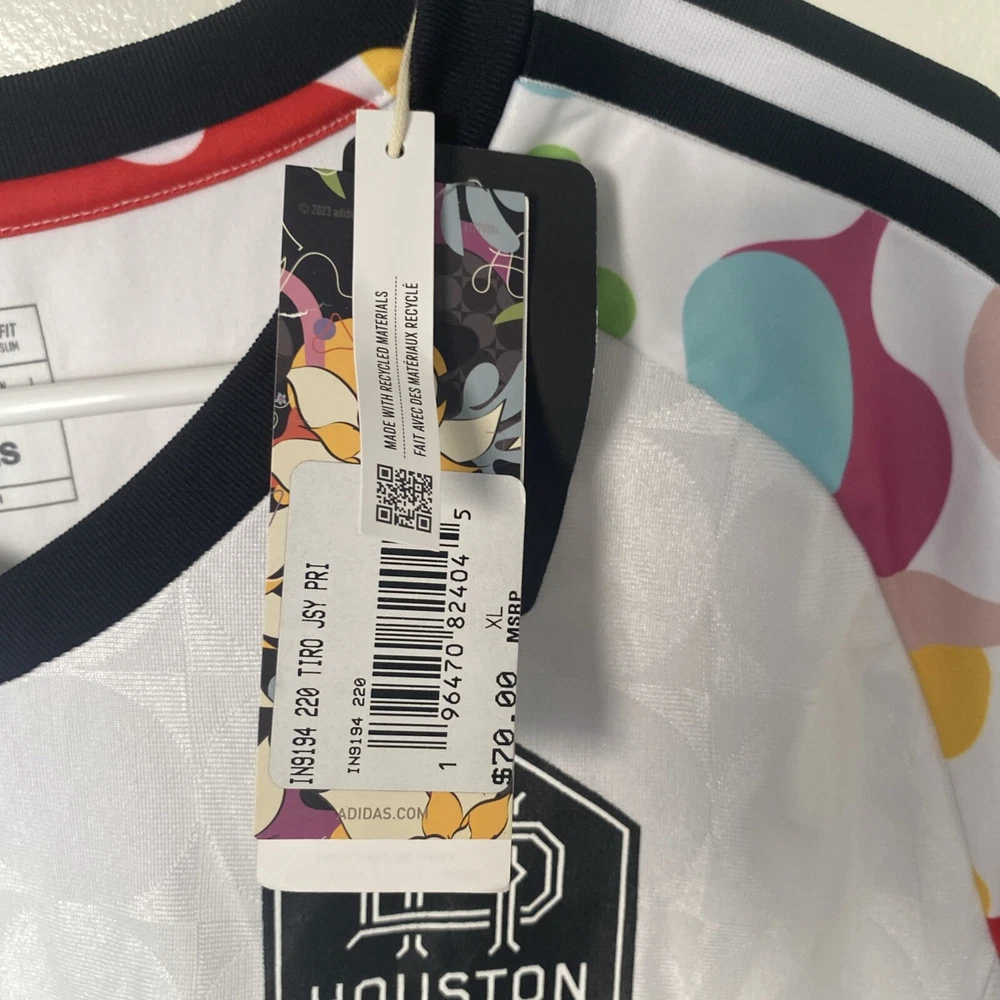 © 2023 adidas
MADE WITH RECYCLED MATERIALS
FAIT AVEC DES MATÉRIAUX RECYCLÉ
IN9194 220 TIRO JSY PRI
IN9194 220
1 96470 82404 5
XL
$70.00 MSRP
ADIDAS.COM
FIT
SLIM
HOUSTON